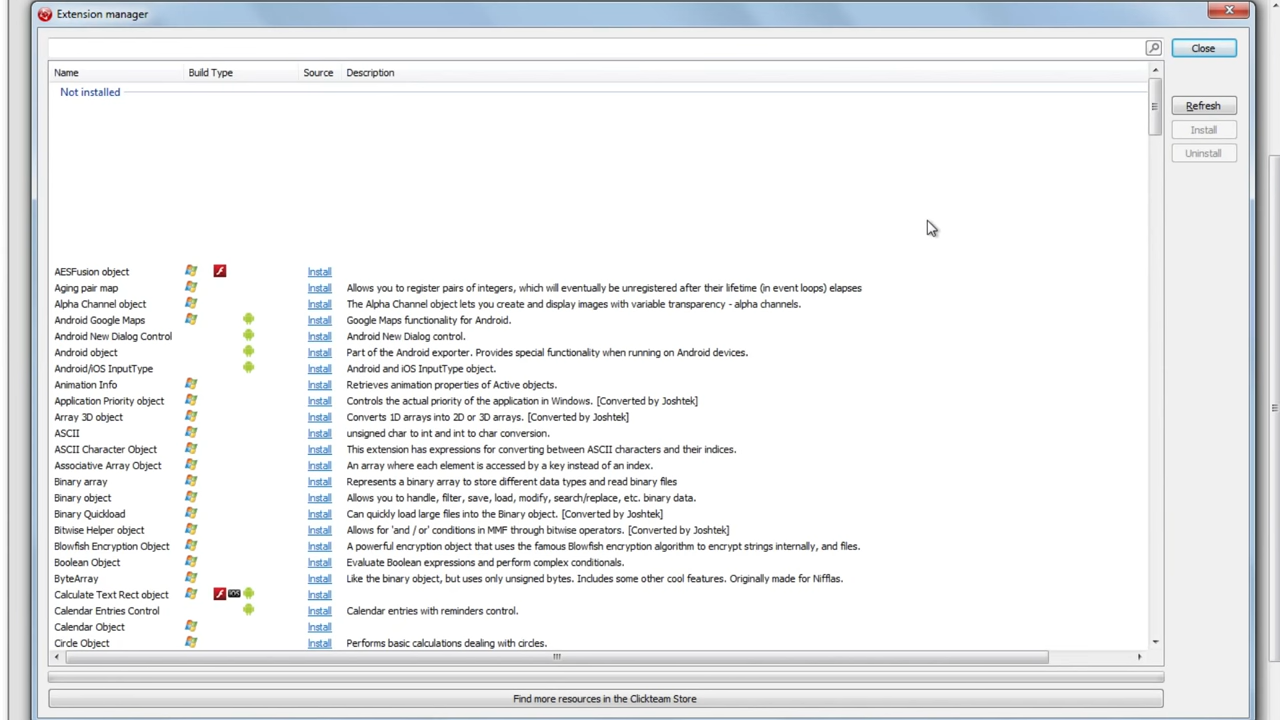 Extension manager
Close
Name Build Type Source Description
Not installed
Refresh
Install
Uninstall
AESFusion object Install
Aging pair map Install Allows you to register pairs of integers, which will eventually be unregistered after their lifetime (in event loops) elapses
Alpha Channel object Install The Alpha Channel object lets you create and display images with variable transparency - alpha channels.
Android Google Maps Install Google Maps functionality for Android.
Android New Dialog Control Install Android New Dialog control.
Android object Install Part of the Android exporter. Provides special functionality when running on Android devices.
Android/iOS InputType Install Android and iOS InputType object.
Animation Info Install Retrieves animation properties of Active objects.
Application Priority object Install Controls the actual priority of the application in Windows. [Converted by Joshtek]
Array 3D object Install Converts 1D arrays into 2D or 3D arrays. [Converted by Joshtek]
ASCII Install unsigned char to int and int to char conversion.
ASCII Character Object Install This extension has expressions for converting between ASCII characters and their indices.
Associative Array Object Install An array where each element is accessed by a key instead of an index.
Binary array Install Represents a binary array to store different data types and read binary files
Binary object Install Allows you to handle, filter, save, load, modify, search/replace, etc. binary data.
Binary Quickload Install Can quickly load large files into the Binary object. [Converted by Joshtek]
Bitwise Helper object Install Allows for 'and / or' conditions in MMF through bitwise operators. [Converted by Joshtek]
Blowfish Encryption Object Install A powerful encryption object that uses the famous Blowfish encryption algorithm to encrypt strings internally, and files.
Boolean Object Install Evaluate Boolean expressions and perform complex conditionals.
ByteArray Install Like the binary object, but uses only unsigned bytes. Includes some other cool features. Originally made for Nifflas.
Calculate Text Rect object iOS Install
Calendar Entries Control Install Calendar entries with reminders control.
Calendar Object Install
Circle Object Install Performs basic calculations dealing with circles.
Find more resources in the Clickteam Store